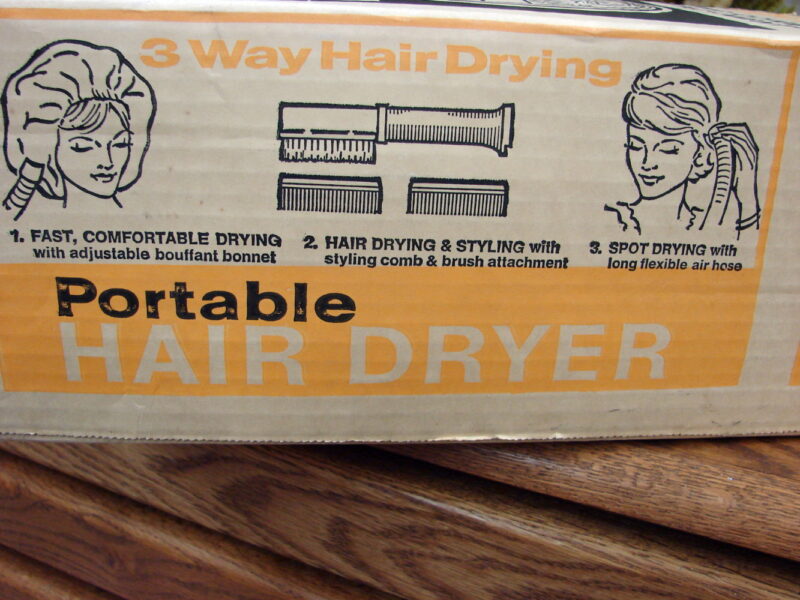 3 Way Hair Drying
1. FAST, COMFORTABLE DRYING
with adjustable bouffant bonnet
2. HAIR DRYING & STYLING with
styling comb & brush attachment
3. SPOT DRYING with
long flexible air hose
Portable
HAIR DRYER